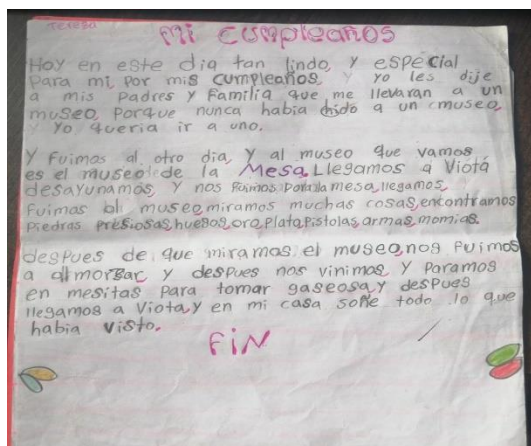 Teresa
Mi cumpleaños
Hoy en este dia tan lindo, y especial
para mi, por mis cumpleaños, y yo les dije
a mis padres y Familia que me llevaran a un
museo, porque nunca habia hido a un museo,
Yo queria ir a uno.
Y Fuimos al otro dia, Y al museo que vamos
es el museo de la Mesa, Llegamos a Viotá
desayunamos, y nos fuimos para la mesa, llegamos,
Fuimos al museo, miramos muchas cosas, encontramos
piedras presiosas, huesos, oro, plata, pistolas, armas, momias.
despues de que miramos el museo, nos fuimos
a almorsar y despues nos vinimos y paramos
en mesitas para tomar gaseosa, y despues
llegamos a Viota, y en mi casa soñe todo lo que
habia visto.
FiN